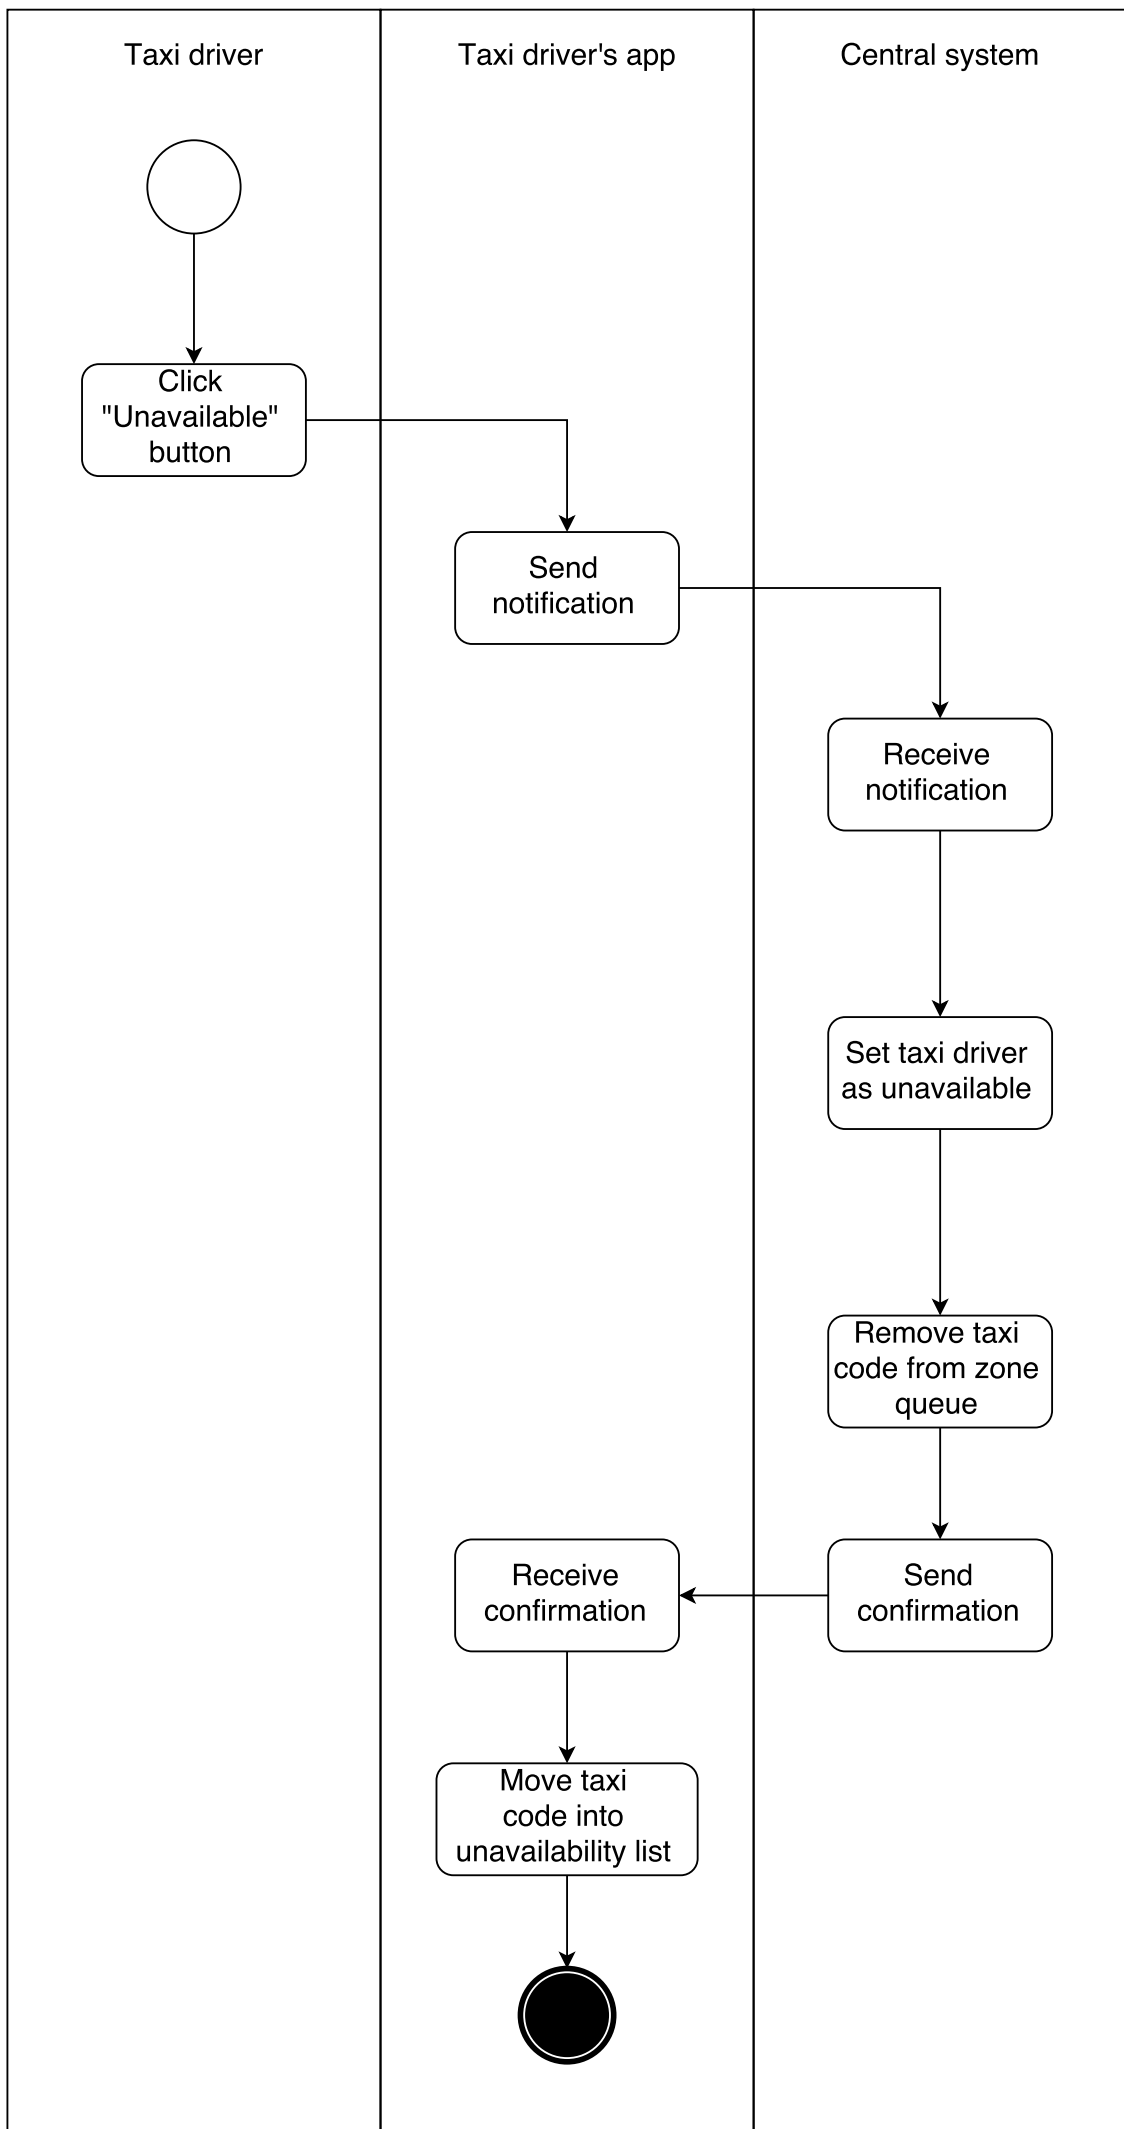 Taxi driver
Taxi driver's app
Central system
Click
"Unavailable"
button
Send
notification
Receive
notification
Set taxi driver
as unavailable
Remove taxi
code from zone
queue
Send
confirmation
Receive
confirmation
Move taxi
code into
unavailability list